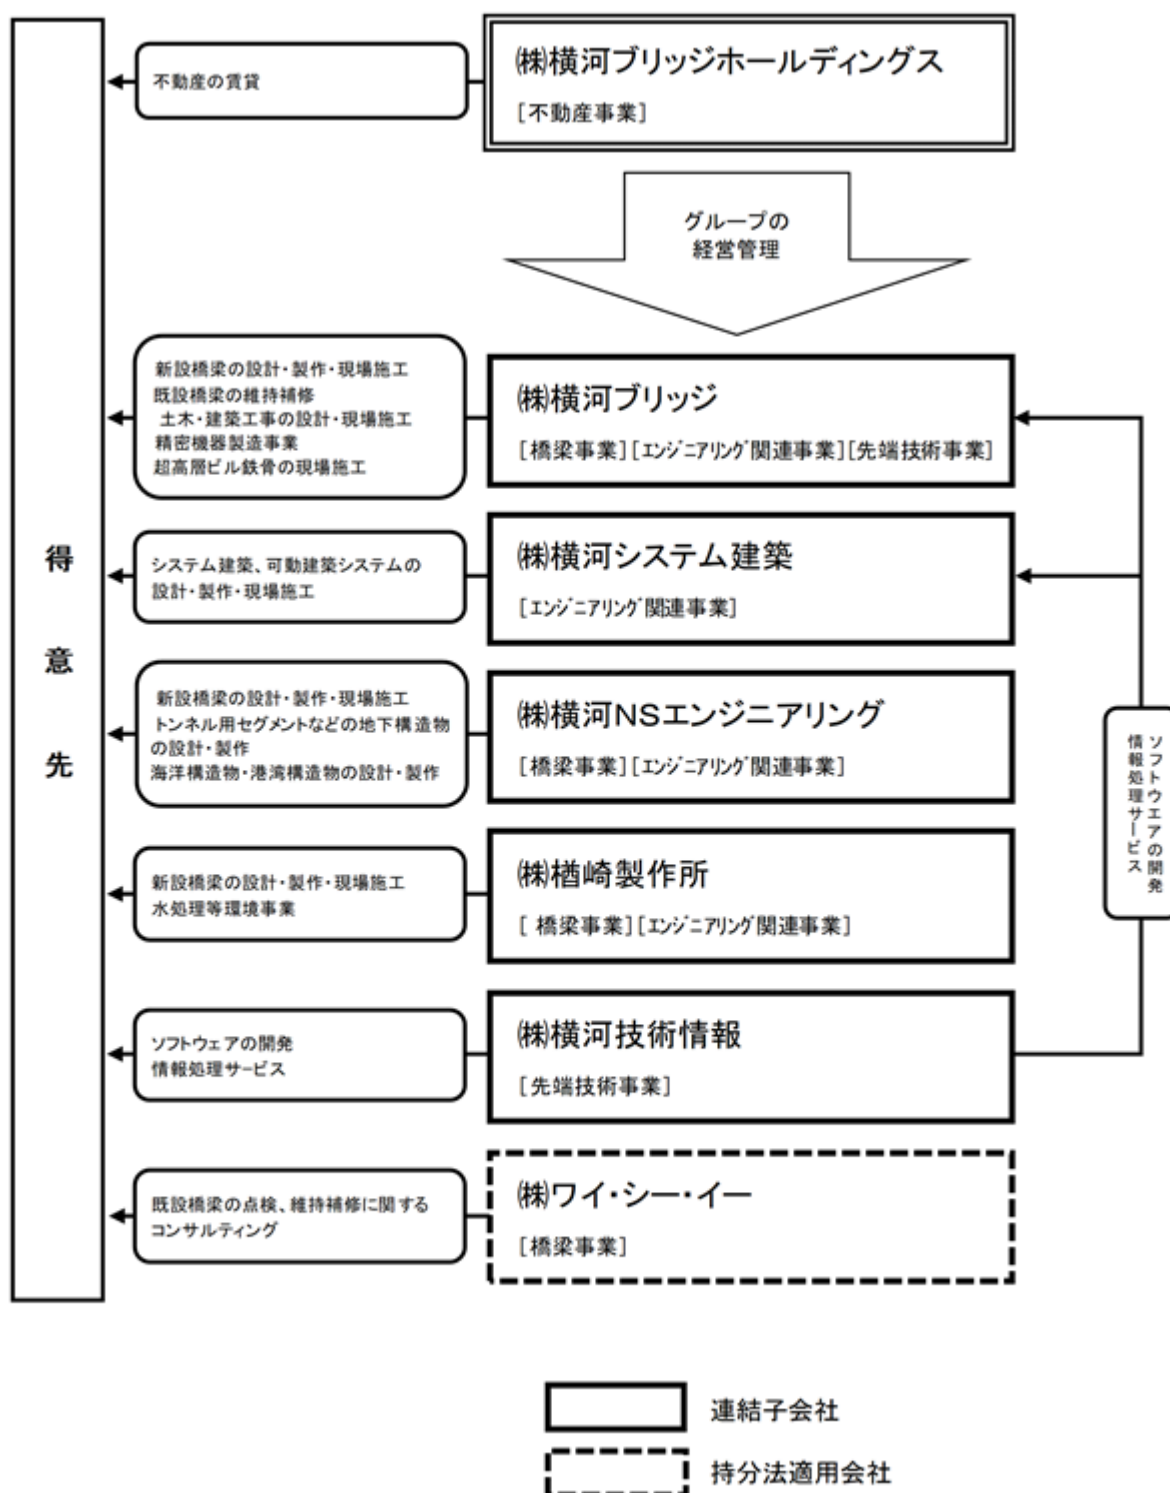 ㈱横河ブリッジホールディングス
[不動産事業]
不動産の賃貸
グループの
経営管理
得意先
新設橋梁の設計・製作・現場施工
既設橋梁の維持補修
土木・建築工事の設計・現場施工
精密機器製造事業
超高層ビル鉄骨の現場施工
㈱横河ブリッジ
[橋梁事業][エンジニアリング関連事業][先端技術事業]
システム建築、可動建築システムの
設計・製作・現場施工
㈱横河システム建築
[エンジニアリング関連事業]
新設橋梁の設計・製作・現場施工
トンネル用セグメントなどの地下構造物
の設計・製作
海洋構造物・港湾構造物の設計・製作
㈱横河NSエンジニアリング
[橋梁事業][エンジニアリング関連事業]
ソフトウエアの開発
情報処理サービス
新設橋梁の設計・製作・現場施工
水処理等環境事業
㈱楢崎製作所
[ 橋梁事業][エンジニアリング関連事業]
ソフトウェアの開発
情報処理サービス
㈱横河技術情報
[先端技術事業]
既設橋梁の点検、維持補修に関する
コンサルティング
㈱ワイ・シー・イー
[橋梁事業]
連結子会社
持分法適用会社